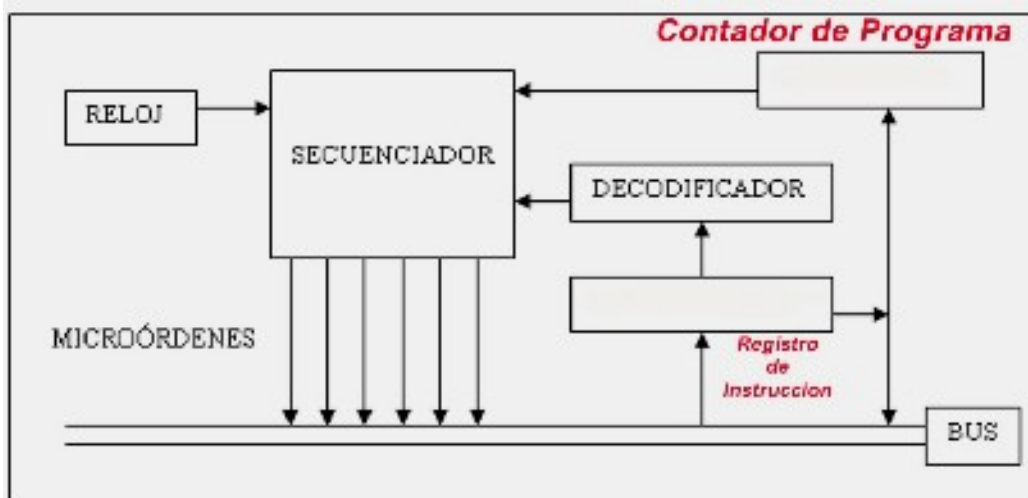 Contador de Programa
RELOJ
SECUENCIADOR
DECODIFICADOR
MICROÓRDENES
Registro
de
Instruccion
BUS